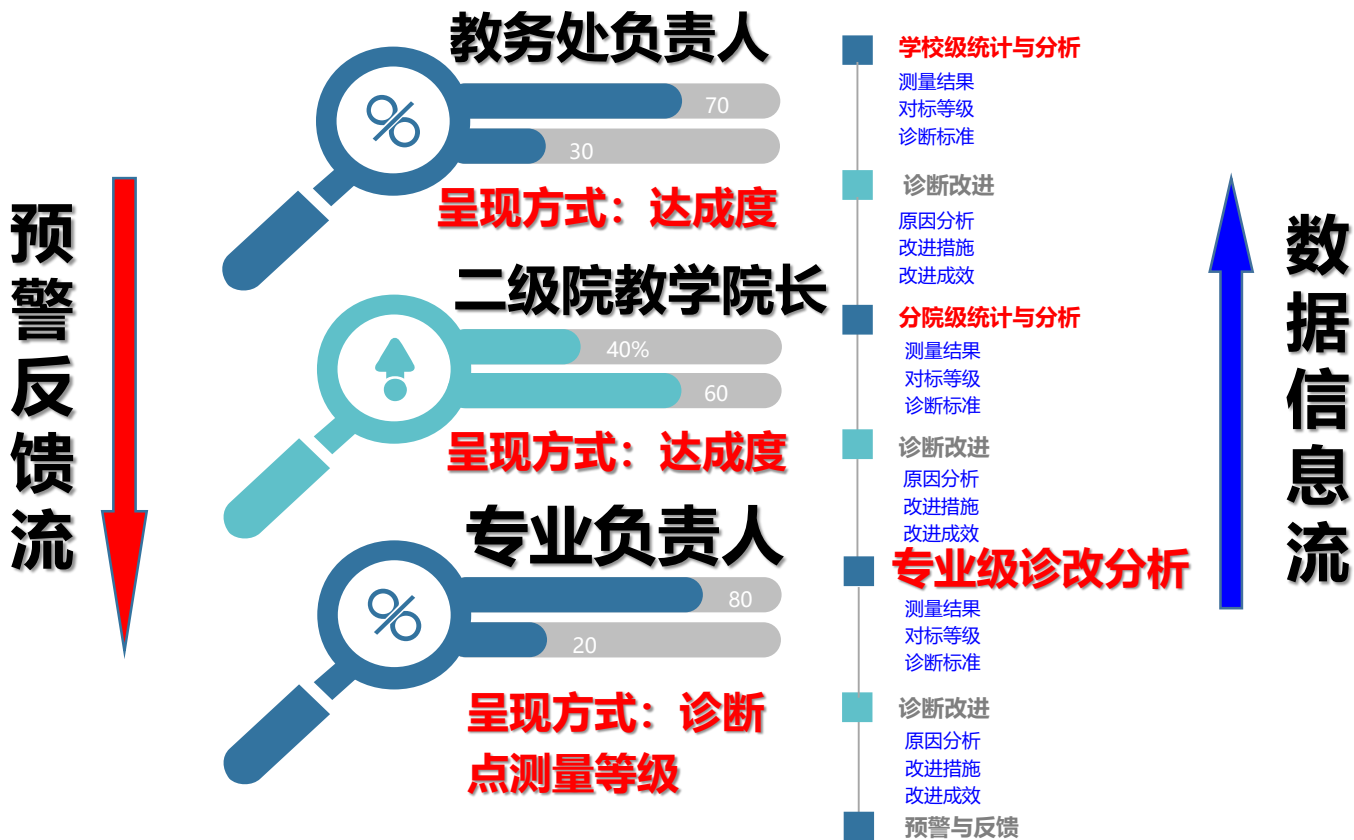 预警反馈流
教务处负责人
70
30
呈现方式：达成度
二级院教学院长
40%
60
呈现方式：达成度
专业负责人
80
20
呈现方式：诊断
点测量等级
学校级统计与分析
测量结果
对标等级
诊断标准
诊断改进
原因分析
改进措施
改进成效
分院级统计与分析
测量结果
对标等级
诊断标准
诊断改进
原因分析
改进措施
改进成效
专业级诊改分析
测量结果
对标等级
诊断标准
诊断改进
原因分析
改进措施
改进成效
预警与反馈
数据信息流